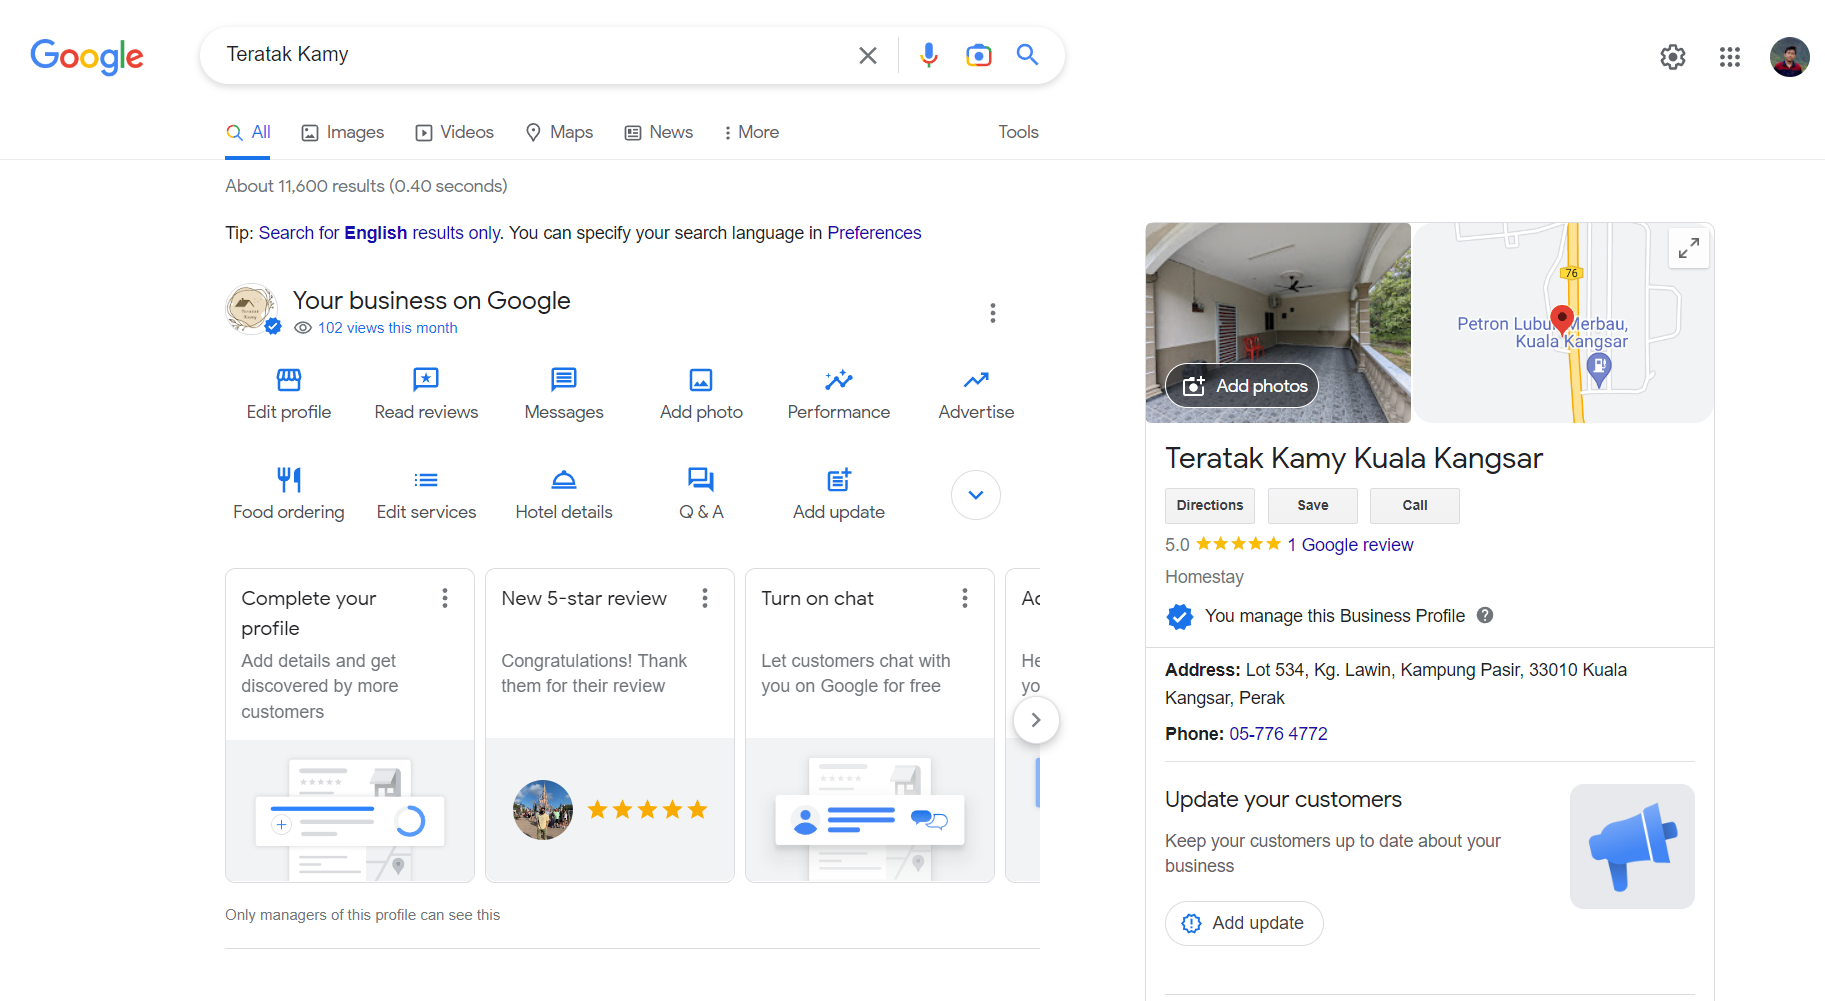 Google
Teratak Kamy
All
Images
Videos
Maps
News
More
Tools
About 11,600 results (0.40 seconds)
Tip: Search for English results only. You can specify your search language in Preferences
Your business on Google
102 views this month
Edit profile
Read reviews
Messages
Add photo
Performance
Advertise
Food ordering
Edit services
Hotel details
Q & A
Add update
Complete your
profile
Add details and get
discovered by more
customers
New 5-star review
Congratulations! Thank
them for their review
Turn on chat
Let customers chat with
you on Google for free
Only managers of this profile can see this
Add photos
76
Petron Lubuk Merbau,
Kuala Kangsar
Teratak Kamy Kuala Kangsar
Directions
Save
Call
5.0
1 Google review
Homestay
You manage this Business Profile
Address: Lot 534, Kg. Lawin, Kampung Pasir, 33010 Kuala
Kangsar, Perak
Phone: 05-776 4772
Update your customers
Keep your customers up to date about your
business
Add update